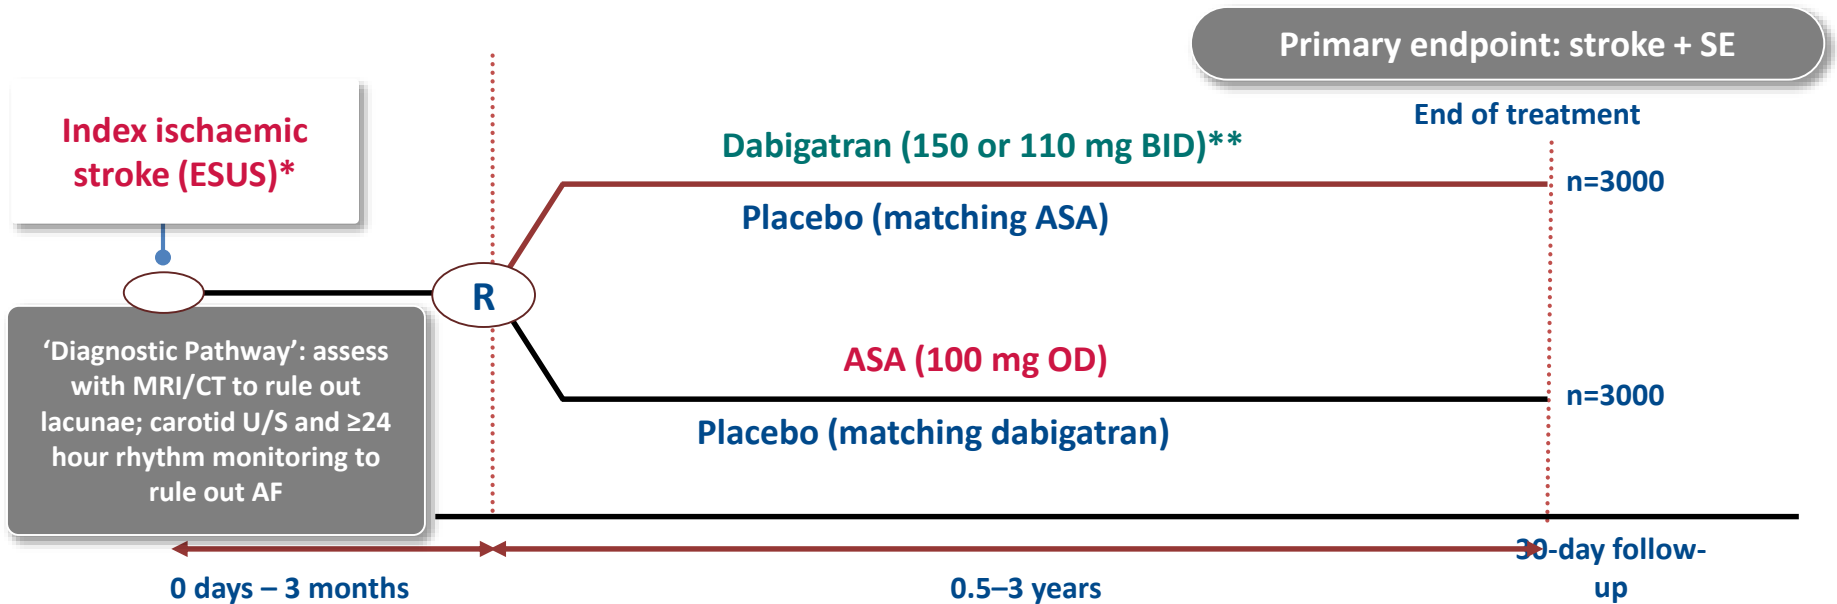 Primary endpoint: stroke + SE
Index ischaemic
stroke (ESUS)*
End of treatment
Dabigatran (150 or 110 mg BID)**
n=3000
Placebo (matching ASA)
R
‘Diagnostic Pathway’: assess
with MRI/CT to rule out
lacunae; carotid U/S and ≥24
hour rhythm monitoring to
rule out AF
ASA (100 mg OD)
n=3000
Placebo (matching dabigatran)
0 days – 3 months
0.5–3 years
30-day follow-
up